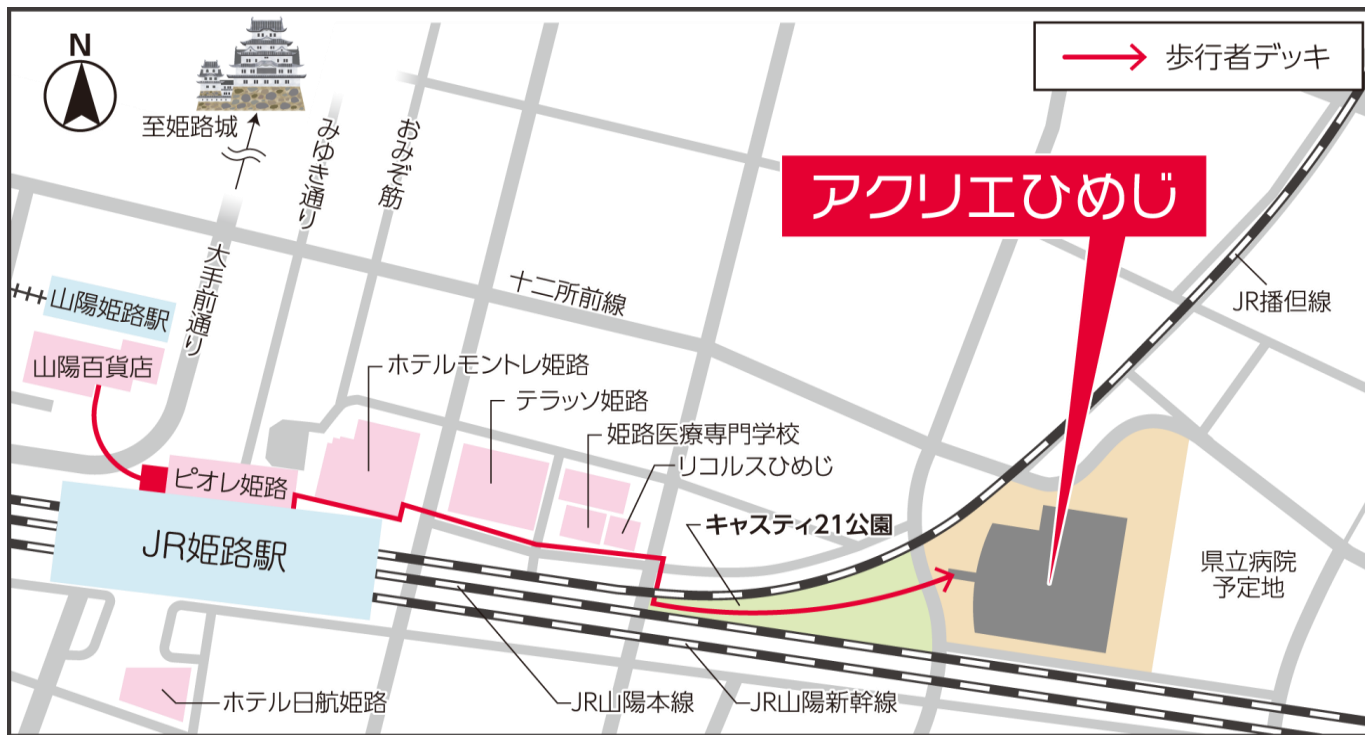 N
歩行者デッキ
至姫路城
みゆき通り
おみぞ筋
アクリエひめじ
大手前通り
十二所前線
JR播但線
山陽姫路駅
山陽百貨店
ホテルモントレ姫路
テラッソ姫路
姫路医療専門学校
リコルスひめじ
ピオレ姫路
キャスティ21公園
JR姫路駅
県立病院
予定地
ホテル日航姫路
JR山陽本線
JR山陽新幹線